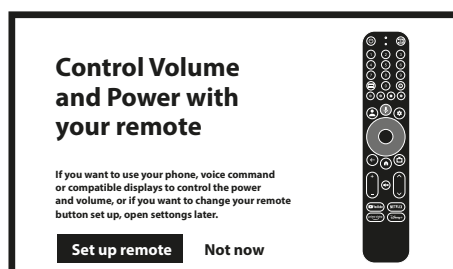 Control Volume
and Power with
your remote
If you want to use your phone, voice command
or compatible displays to control the power
and volume, or if you want to change your remote
button set up, open settongs later.
Set up remote Not now
YouTube NETFLIX